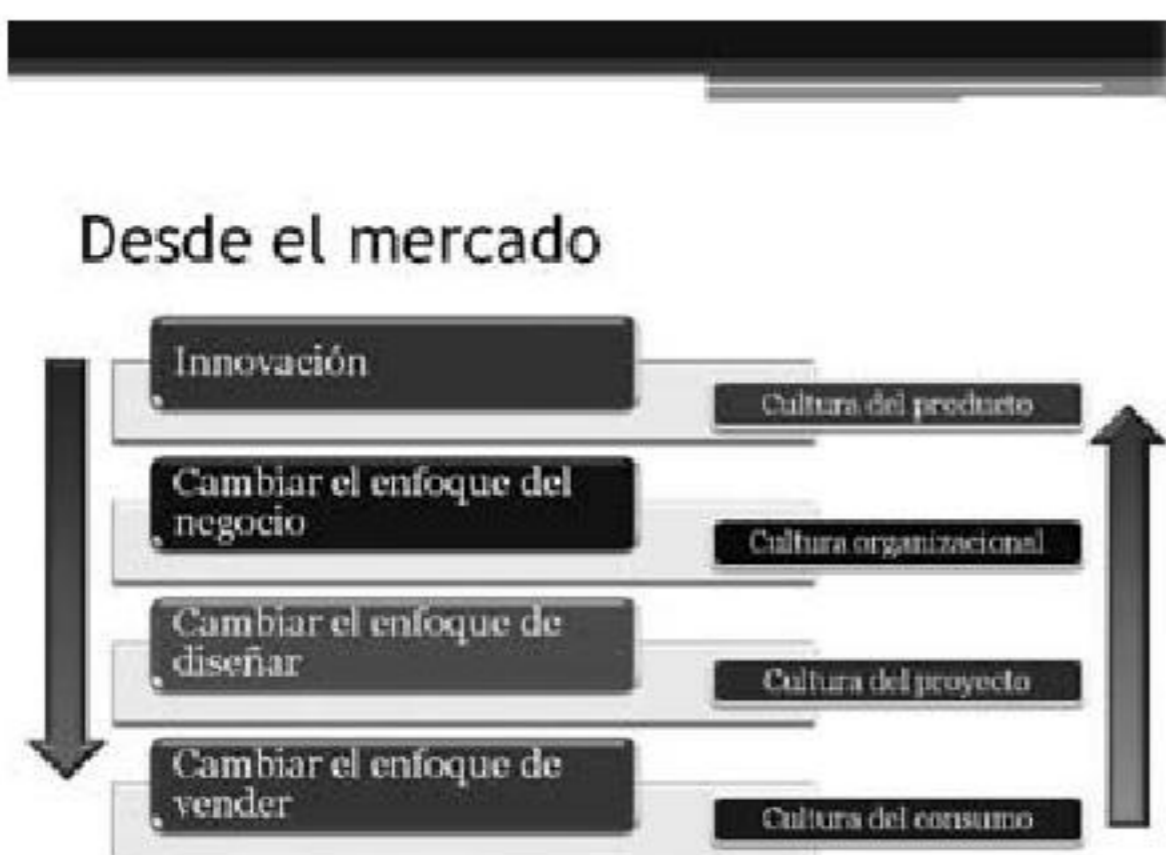 Desde el mercado
Innovación
Cultura del producto
Cambiar el enfoque del
negocio
Cultura organizacional
Cambiar el enfoque de
diseñar
Cultura del proyecto
Cambiar el enfoque de
vender
Cultura del consumo